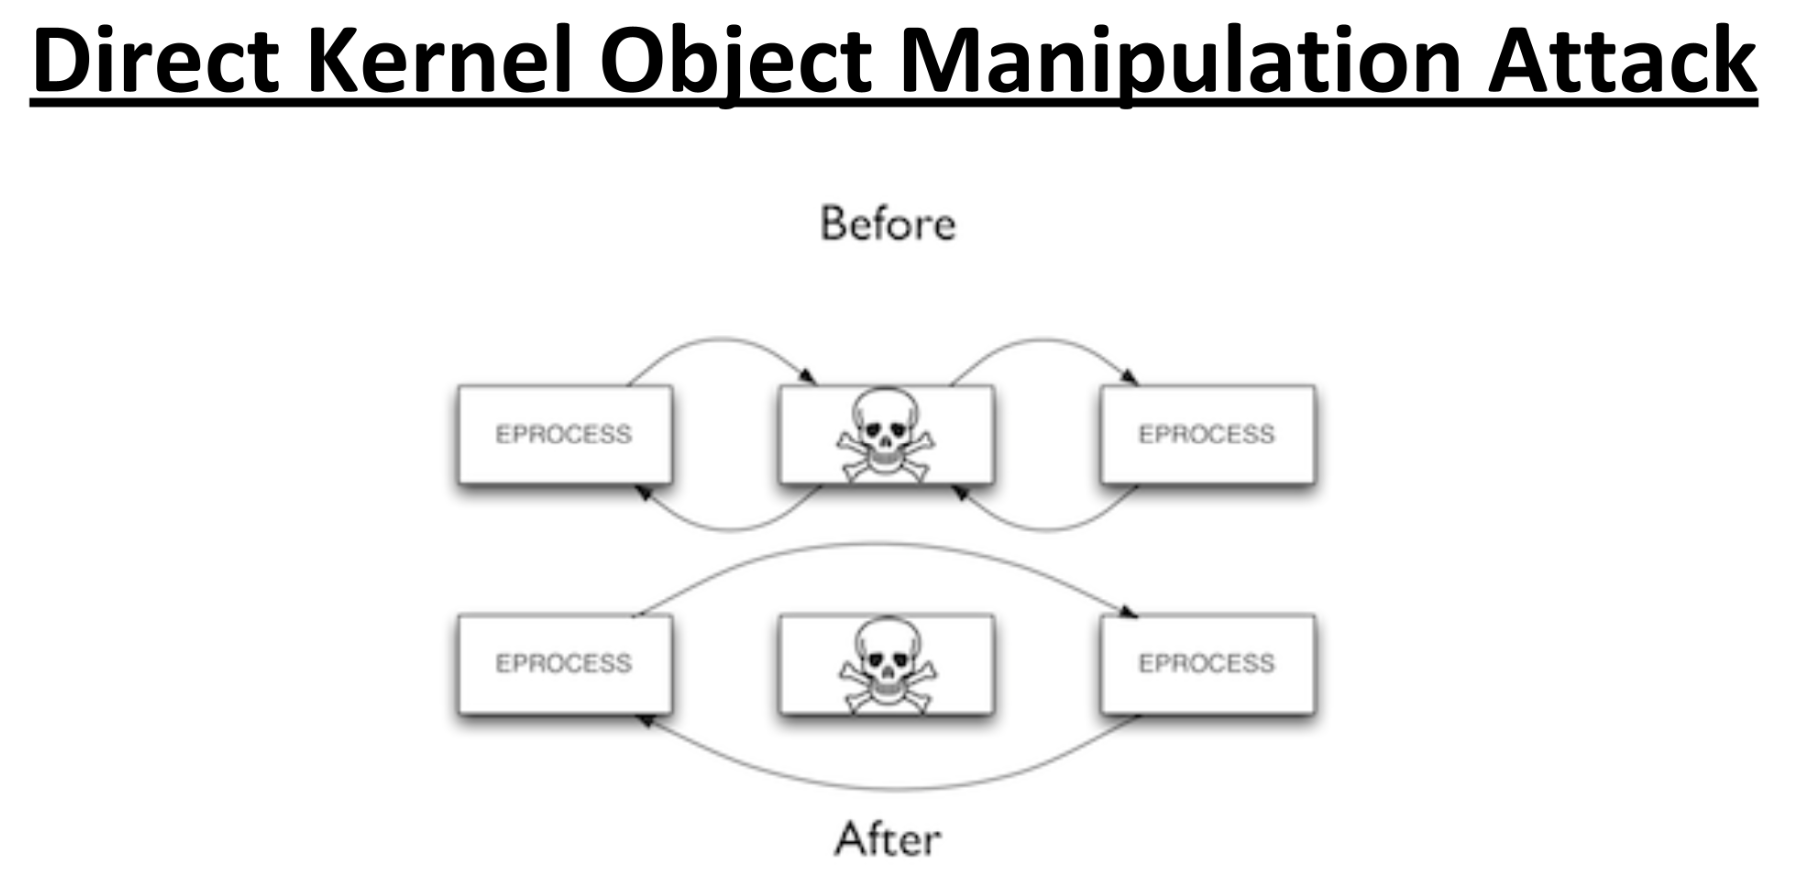 Direct Kernel Object Manipulation Attack
Before
EPROCESS
EPROCESS
EPROCESS
EPROCESS
After